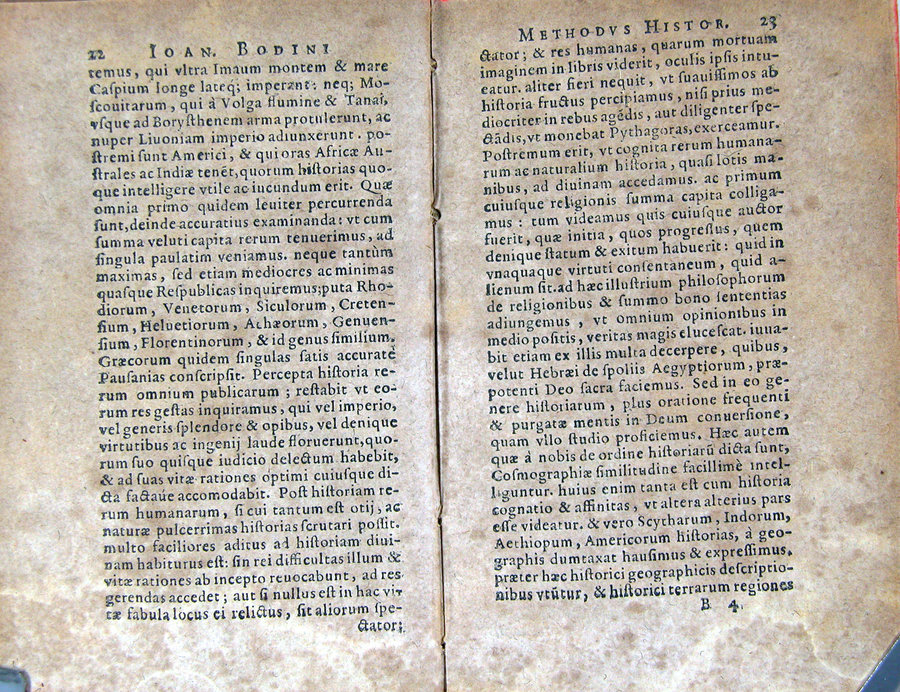 22 IOAN. BODINI
temus, qui vltra Imaum montem & mare
Caspium longe lateq; imperant: neq; Mo-
ſcouitarum, qui à Volga flumine & Tanai,
vſque ad Boryſthenem arma protulerunt, ac
nuper Liuoniam imperio adiunxerunt. po-
ſtremi ſunt Americi, & qui oras Africæ Au-
ſtrales ac Indiæ tenēt, quorum hiſtorias quo-
que intelligere vtile ac iucundum erit. Quæ
omnia primo quidem leuiter percurrenda
ſunt, deinde accuratius examinanda: vt cum
ſumma veluti capita rerum tenuerimus, ad
ſingula paulatim veniamus. neque tantùm
maximas, ſed etiam mediocres ac minimas
quaſque Reſpublicas inquiremus; puta Rho-
diorum, Venetorum, Siculorum, Creten-
ſium, Heluetiorum, Achæorum, Genuen-
ſium, Florentinorum, & id genus ſimilium.
Græcorum quidem ſingulas ſatis accuratè
Pauſanias conſcripſit. Percepta hiſtoria re-
rum omnium publicarum; reſtabit vt eo-
rum res geſtas inquiramus, qui vel imperio,
vel generis ſplendore & opibus, vel denique
virtutibus ac ingenij laude floruerunt, quo-
rum ſuo quiſque iudicio delectum habebit,
& ad ſuas vitæ rationes optimi cuiuſque di-
cta factáue accomodabit. Poſt hiſtoriam re-
rum humanarum, ſi cui tantum eſt otij, ac
naturæ pulcerrimas hiſtorias ſcrutari poſſit.
multo faciliores aditus ad hiſtoriam diui-
nam habiturus eſt: ſin rei difficultas illum &
vitæ rationes ab incepto reuocabunt, ad res
gerendas accedet; aut ſi nullus eſt in hac vi-
tæ fabula locus ei relictus, ſit aliorum ſpe-
ctator;
METHODVS HISTOR. 23
ctator; & res humanas, quarum mortuam
imaginem in libris viderit, oculis ipſis intu-
eatur. aliter fieri nequit, vt ſuauiſſimos ab
hiſtoria fructus percipiamus, niſi prius me-
diocriter in rebus agēdis, aut diligenter ſpe-
ctādis, vt monebat Pythagoras, exerceamur.
Poſtremum erit, vt cognita rerum humana-
rum ac naturalium hiſtoria, quaſi lotis ma-
nibus, ad diuinam accedamus. ac primum
cuiuſque religionis ſumma capita colliga-
mus: tum videamus quis cuiuſque auctor
fuerit, quæ initia, quos progreſſus, quem
denique ſtatum & exitum habuerit: quid in
vnaquaque virtuti conſentaneum, quid a-
lienum ſit. ad hæc illuſtrium philoſophorum
de religionibus & ſummo bono ſententias
adiungemus, vt omnium opinionibus in
medio poſitis, veritas magis eluceſcat. iuua-
bit etiam ex illis multa decerpere, quibus,
velut Hebræi de ſpoliis Aegyptiorum, præ-
potenti Deo ſacra faciemus. Sed in eo ge-
nere hiſtoriarum, plus oratione frequenti
& purgatæ mentis in Deum conuerſione,
quam vllo ſtudio proficiemus. Hæc autem
quæ à nobis de ordine hiſtoriarū dicta ſunt,
Coſmographiæ ſimilitudine facillimè intel-
liguntur. huius enim tanta eſt cum hiſtoria
cognatio & affinitas, vt altera alterius pars
eſſe videatur. & vero Scytharum, Indorum,
Aethiopum, Americorum hiſtorias, à geo-
graphis dumtaxat hauſimus & expreſſimus.
præter hæc hiſtorici geographicis deſcriptio-
nibus vtūtur, & hiſtorici terrarum regiones
B 4.